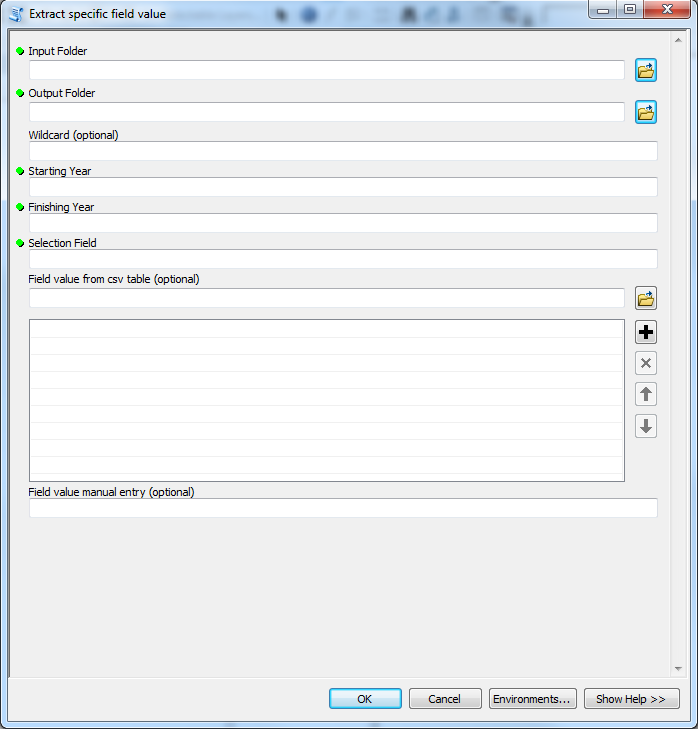 Extract specific field value
Input Folder
Output Folder
Wildcard (optional)
Starting Year
Finishing Year
Selection Field
Field value from csv table (optional)
Field value manual entry (optional)
OK
Cancel
Environments...
Show Help >>